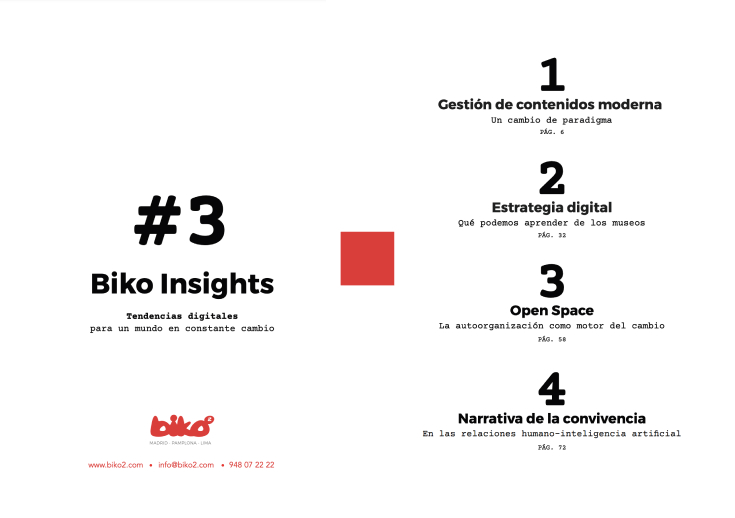 #3
Biko Insights
Tendencias digitales
para un mundo en constante cambio
biko2
MADRID - PAMPLONA - LIMA
www.biko2.com • info@biko2.com • 948 07 22 22
1
Gestión de contenidos moderna
Un cambio de paradigma
PÁG. 6
2
Estrategia digital
Qué podemos aprender de los museos
PÁG. 32
3
Open Space
La autoorganización como motor del cambio
PÁG. 58
4
Narrativa de la convivencia
En las relaciones humano-inteligencia artificial
PÁG. 72